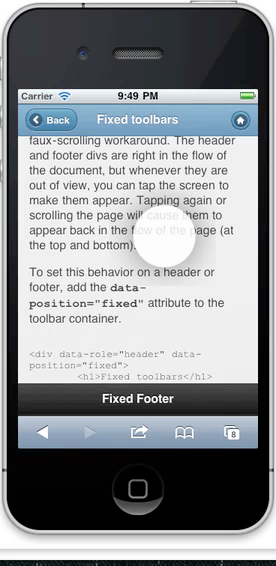 Carrier 9:49 PM
Back Fixed toolbars
faux-scrolling workaround. The header
and footer divs are right in the flow of
the document, but whenever they are
out of view, you can tap the screen to
make them appear. Tapping again or
scrolling the page will cause them to
appear back in the flow of the page (at
the top and bottom).
To set this behavior on a header or
footer, add the data-
position="fixed" attribute to the
toolbar container.
<div data-role="header" data-
position="fixed">
<h1>Fixed toolbars</h1>
Fixed Footer
8